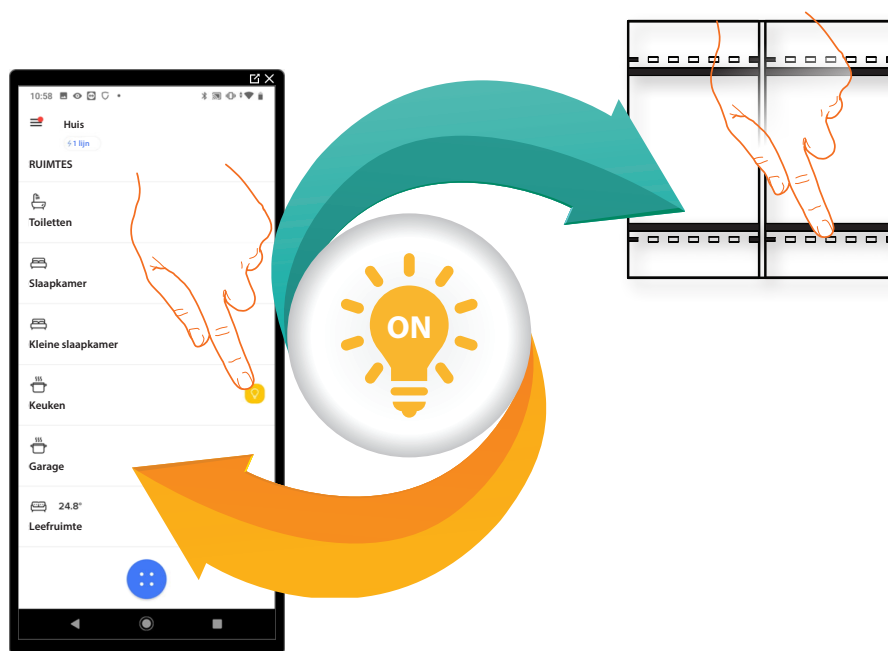 10:58
Huis
1 lijn
RUIMTES
Toiletten
Slaapkamer
Kleine slaapkamer
Keuken
Garage
24.8°
Leefruimte
ON